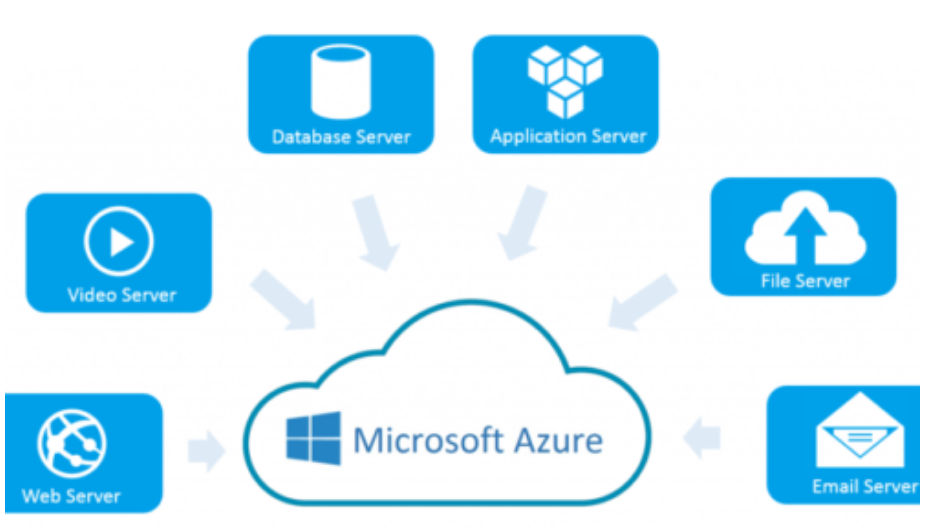 Database Server
Application Server
Video Server
File Server
Microsoft Azure
Web Server
Email Server